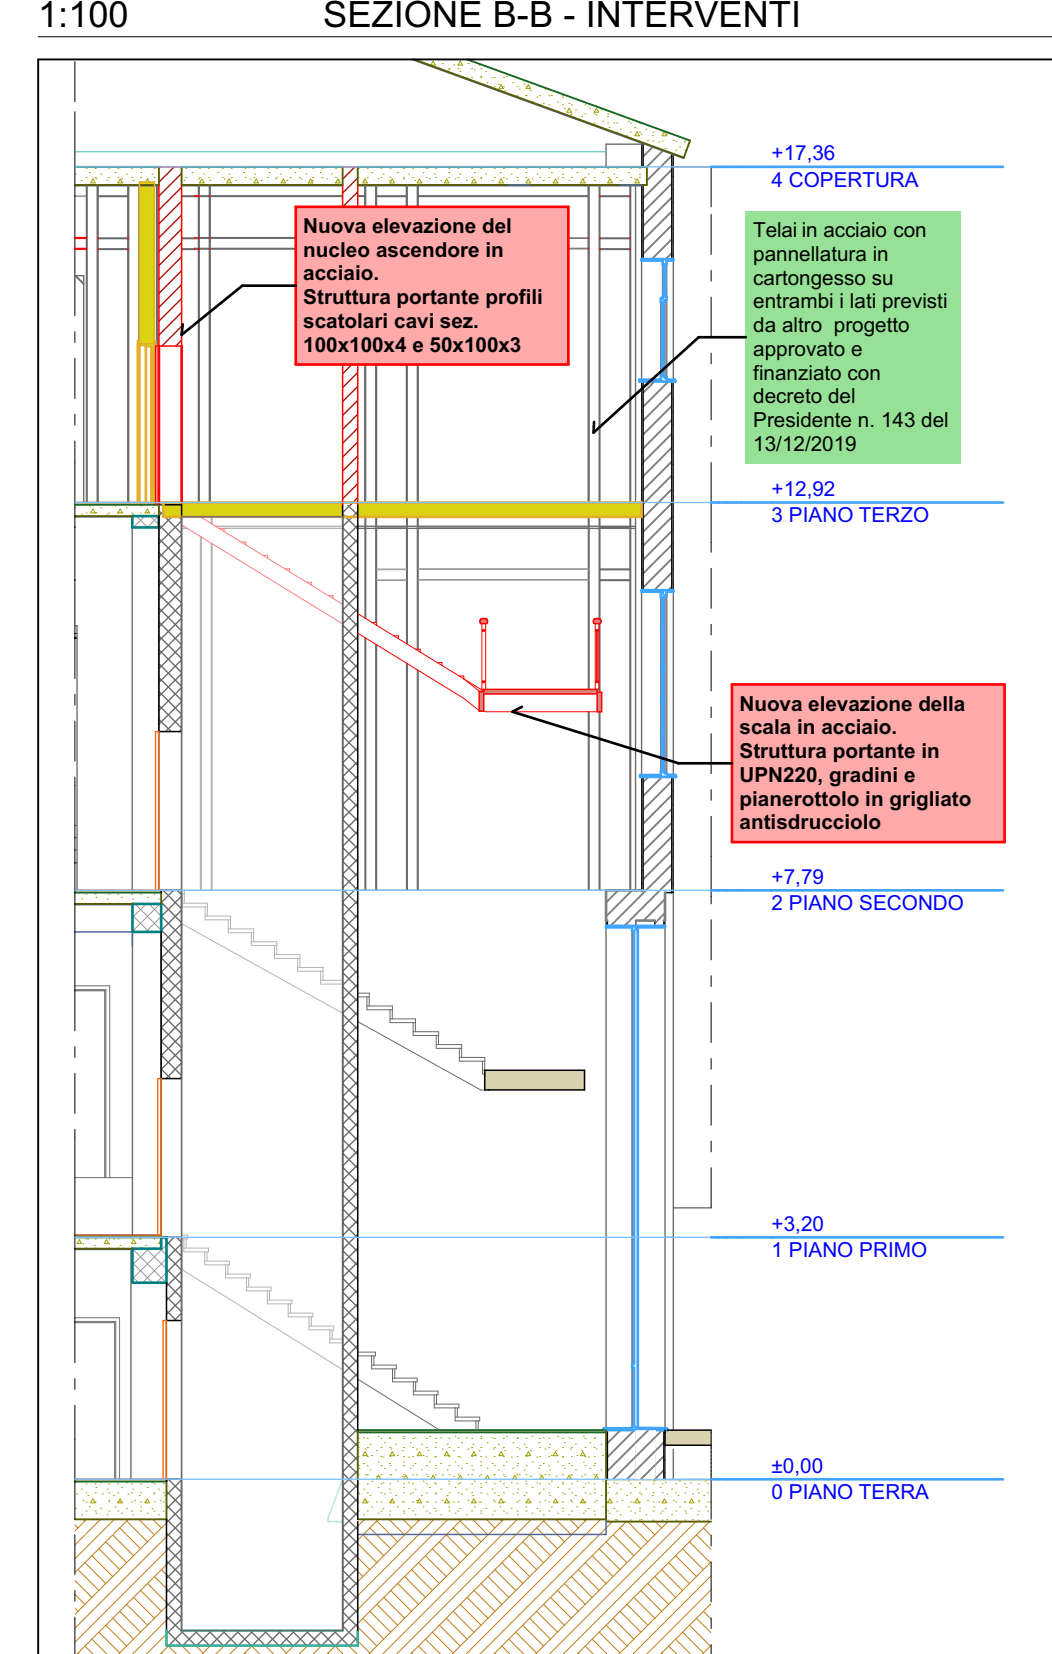 1:100 SEZIONE B-B - INTERVENTI
+17,36
4 COPERTURA
Nuova elevazione del
nucleo ascendore in
acciaio.
Struttura portante profili
scatolari cavi sez.
100x100x4 e 50x100x3
Telai in acciaio con
pannellatura in
cartongesso su
entrambi i lati previsti
da altro progetto
approvato e
finanziato con
decreto del
Presidente n. 143 del
13/12/2019
+12,92
3 PIANO TERZO
Nuova elevazione della
scala in acciaio.
Struttura portante in
UPN220, gradini e
pianerottolo in grigliato
antisdrucciolo
+7,79
2 PIANO SECONDO
+3,20
1 PIANO PRIMO
±0,00
0 PIANO TERRA